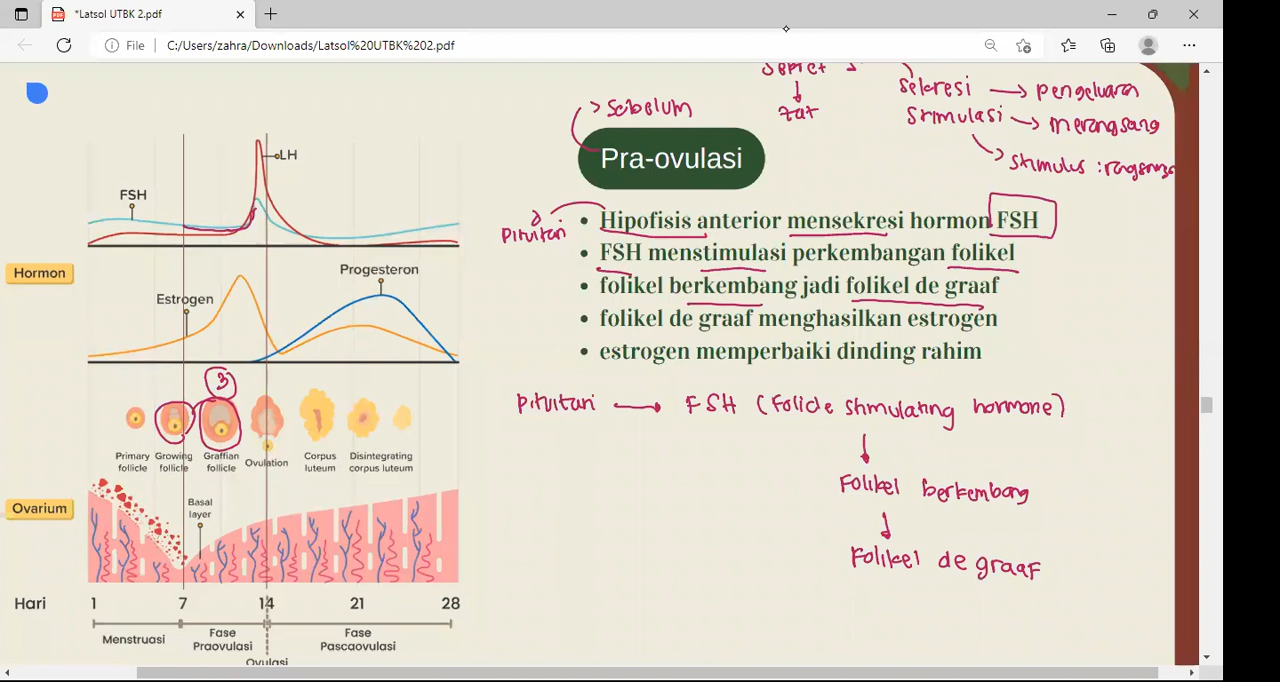 *Latsol UTBK 2.pdf
File
C:/Users/zahra/Downloads/Latsol%20UTBK%202.pdf
Sekresi → pengeluaran
zat
Stimulasi → merangsang
> Sebelum
Stimulus : rangsangan
Pra-ovulasi
Pituitari
• Hipofisis anterior mensekresi hormon FSH
• FSH menstimulasi perkembangan folikel
• folikel berkembang jadi folikel de graaf
• folikel de graaf menghasilkan estrogen
• estrogen memperbaiki dinding rahim
Pituitari → FSH (Folicle stimulating hormone)
Folikel berkembang
Folikel de graaf
LH
FSH
Hormon
Progesteron
Estrogen
3
Primary follicle
Growing follicle
Graffian follicle
Ovulation
Corpus luteum
Disintegrating corpus luteum
Ovarium
Basal layer
Hari 1 7 14 21 28
Menstruasi
Fase Praovulasi
Fase Pascaovulasi
Ovulasi